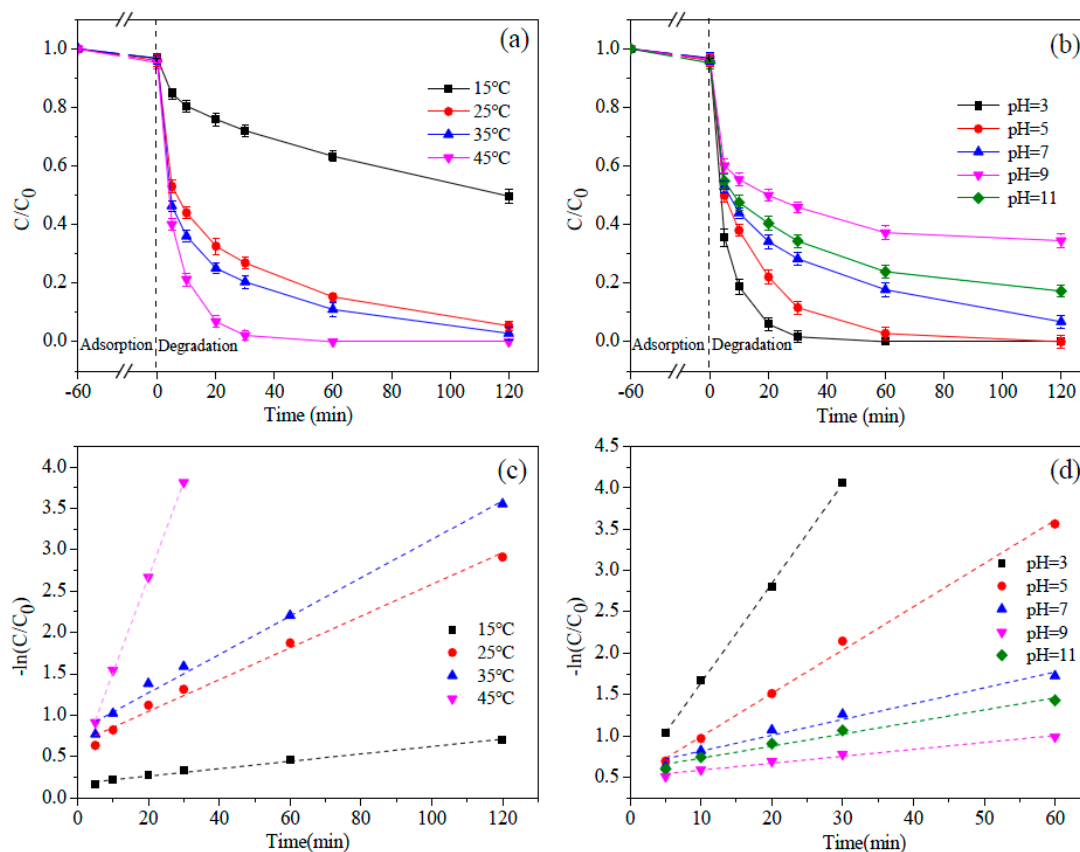 (a)
C/C0
1.0
0.8
0.6
0.4
0.2
0.0
15°C
25°C
35°C
45°C
Adsorption
Degradation
-60 0 20 40 60 80 100 120
Time (min)
(b)
C/C0
1.0
0.8
0.6
0.4
0.2
0.0
pH=3
pH=5
pH=7
pH=9
pH=11
Adsorption
Degradation
-60 0 20 40 60 80 100 120
Time (min)
(c)
-ln(C/C0)
4.0
3.5
3.0
2.5
2.0
1.5
1.0
0.5
0.0
15°C
25°C
35°C
45°C
0 20 40 60 80 100 120
Time(min)
(d)
-ln(C/C0)
4.5
4.0
3.5
3.0
2.5
2.0
1.5
1.0
0.5
pH=3
pH=5
pH=7
pH=9
pH=11
0 10 20 30 40 50 60
Time(min)